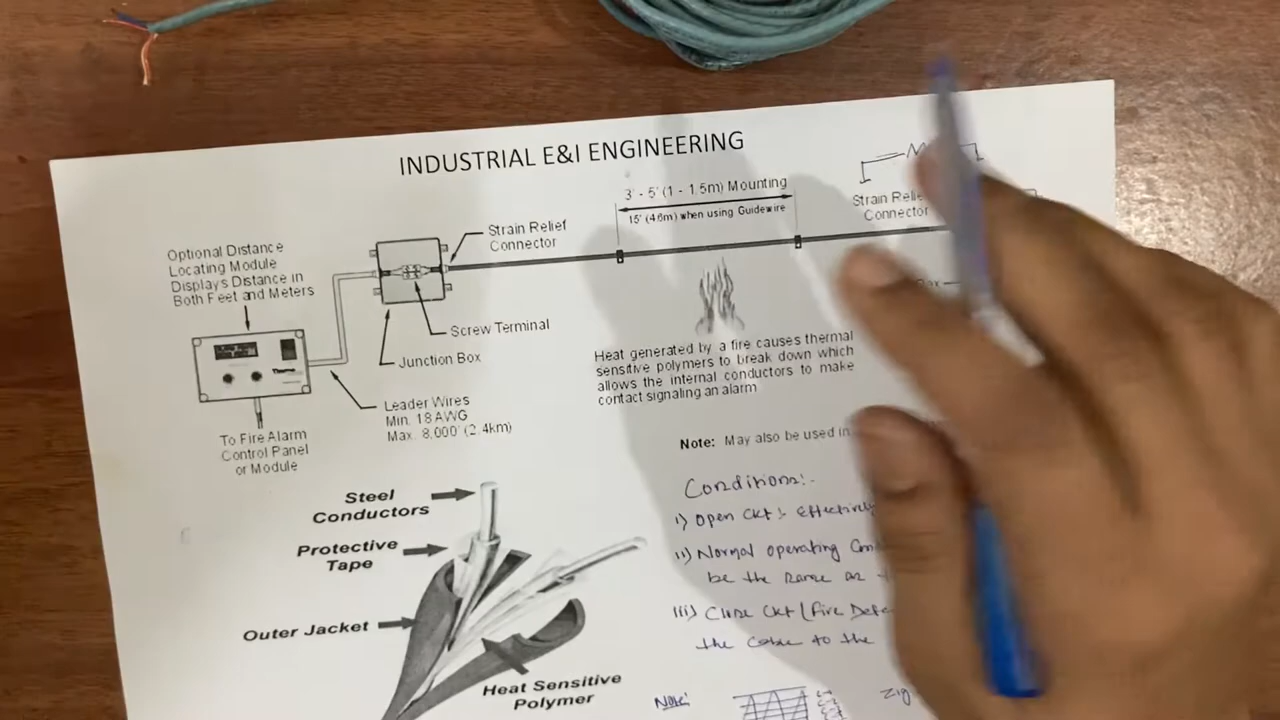 INDUSTRIAL E&I ENGINEERING
3' - 5' (1 - 1.5m) Mounting
15' (4.6m) when using Guidewire
Strain Relief
Connector
Optional Distance
Locating Module
Displays Distance in
Both Feet and Meters
Strain Relief
Connector
Screw Terminal
Junction Box
Leader Wires
Min. 18 AWG
Max. 8,000' (2.4km)
To Fire Alarm
Control Panel
or Module
Heat generated by a fire causes thermal
sensitive polymers to break down which
allows the internal conductors to make
contact signaling an alarm
Note: May also be used in
Conditions:-
i) Open Ckt : Effectively
ii) Normal Operating
be the range
iii) Close Ckt (Fire
the Cable to the
Steel
Conductors
Protective
Tape
Outer Jacket
Heat Sensitive
Polymer
Note:
Zig